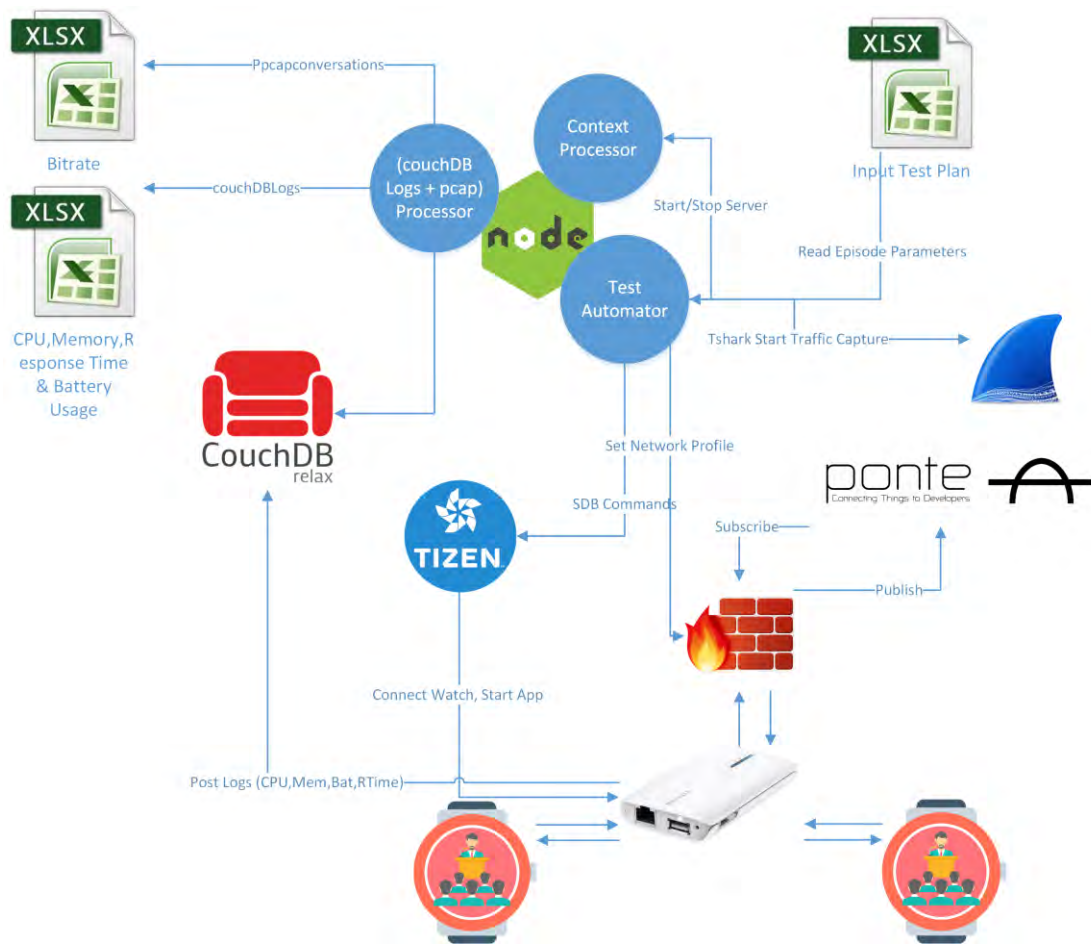 XLSX
Bitrate
XLSX
CPU,Memory,R
esponse Time
& Battery
Usage
Ppcapconversations
couchDBLogs
(couchDB
Logs + pcap)
Processor
Context
Processor
node
Test
Automator
XLSX
Input Test Plan
Start/Stop Server
Read Episode Parameters
Tshark Start Traffic Capture
CouchDB
relax
Set Network Profile
SDB Commands
TIZEN
ponte
Connecting Things to Developers
Subscribe
Publish
Connect Watch, Start App
Post Logs (CPU,Mem,Bat,RTime)